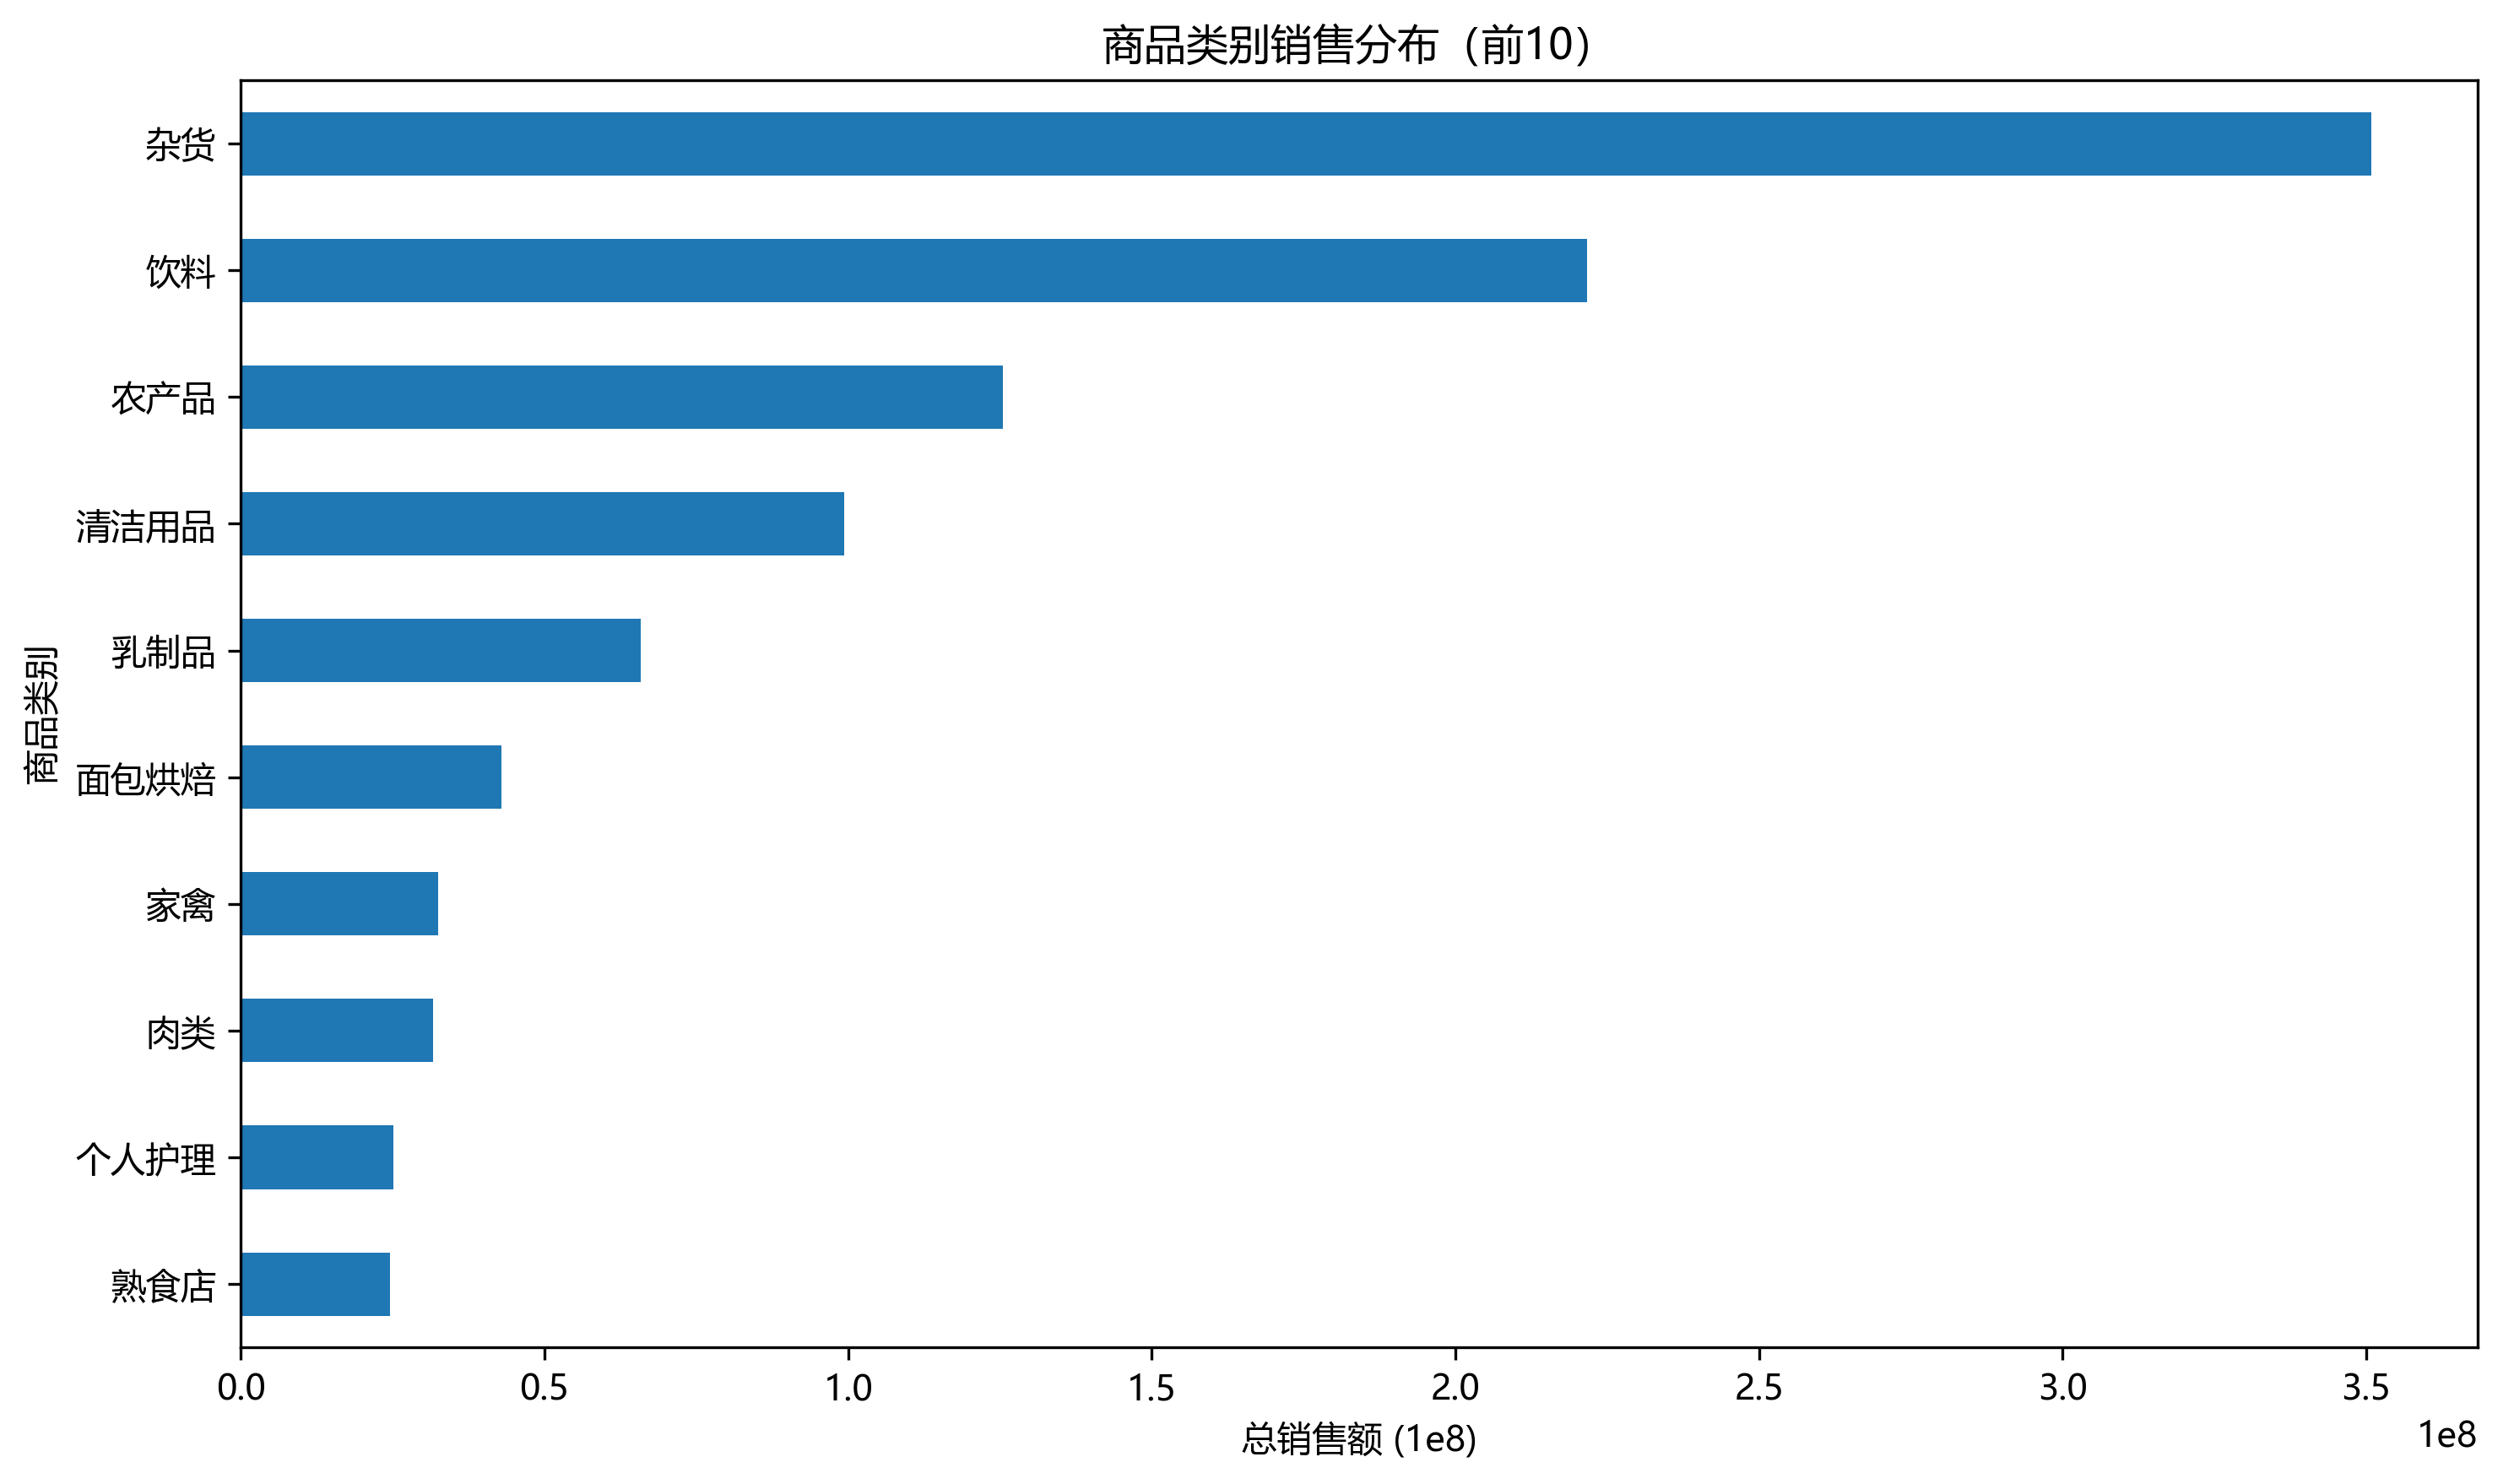 商品类别销售分布（前10）
商品类别
杂货
饮料
农产品
清洁用品
乳制品
面包烘焙
家禽
肉类
个人护理
熟食店
0.0 0.5 1.0 1.5 2.0 2.5 3.0 3.5
1e8
总销售额 (1e8)